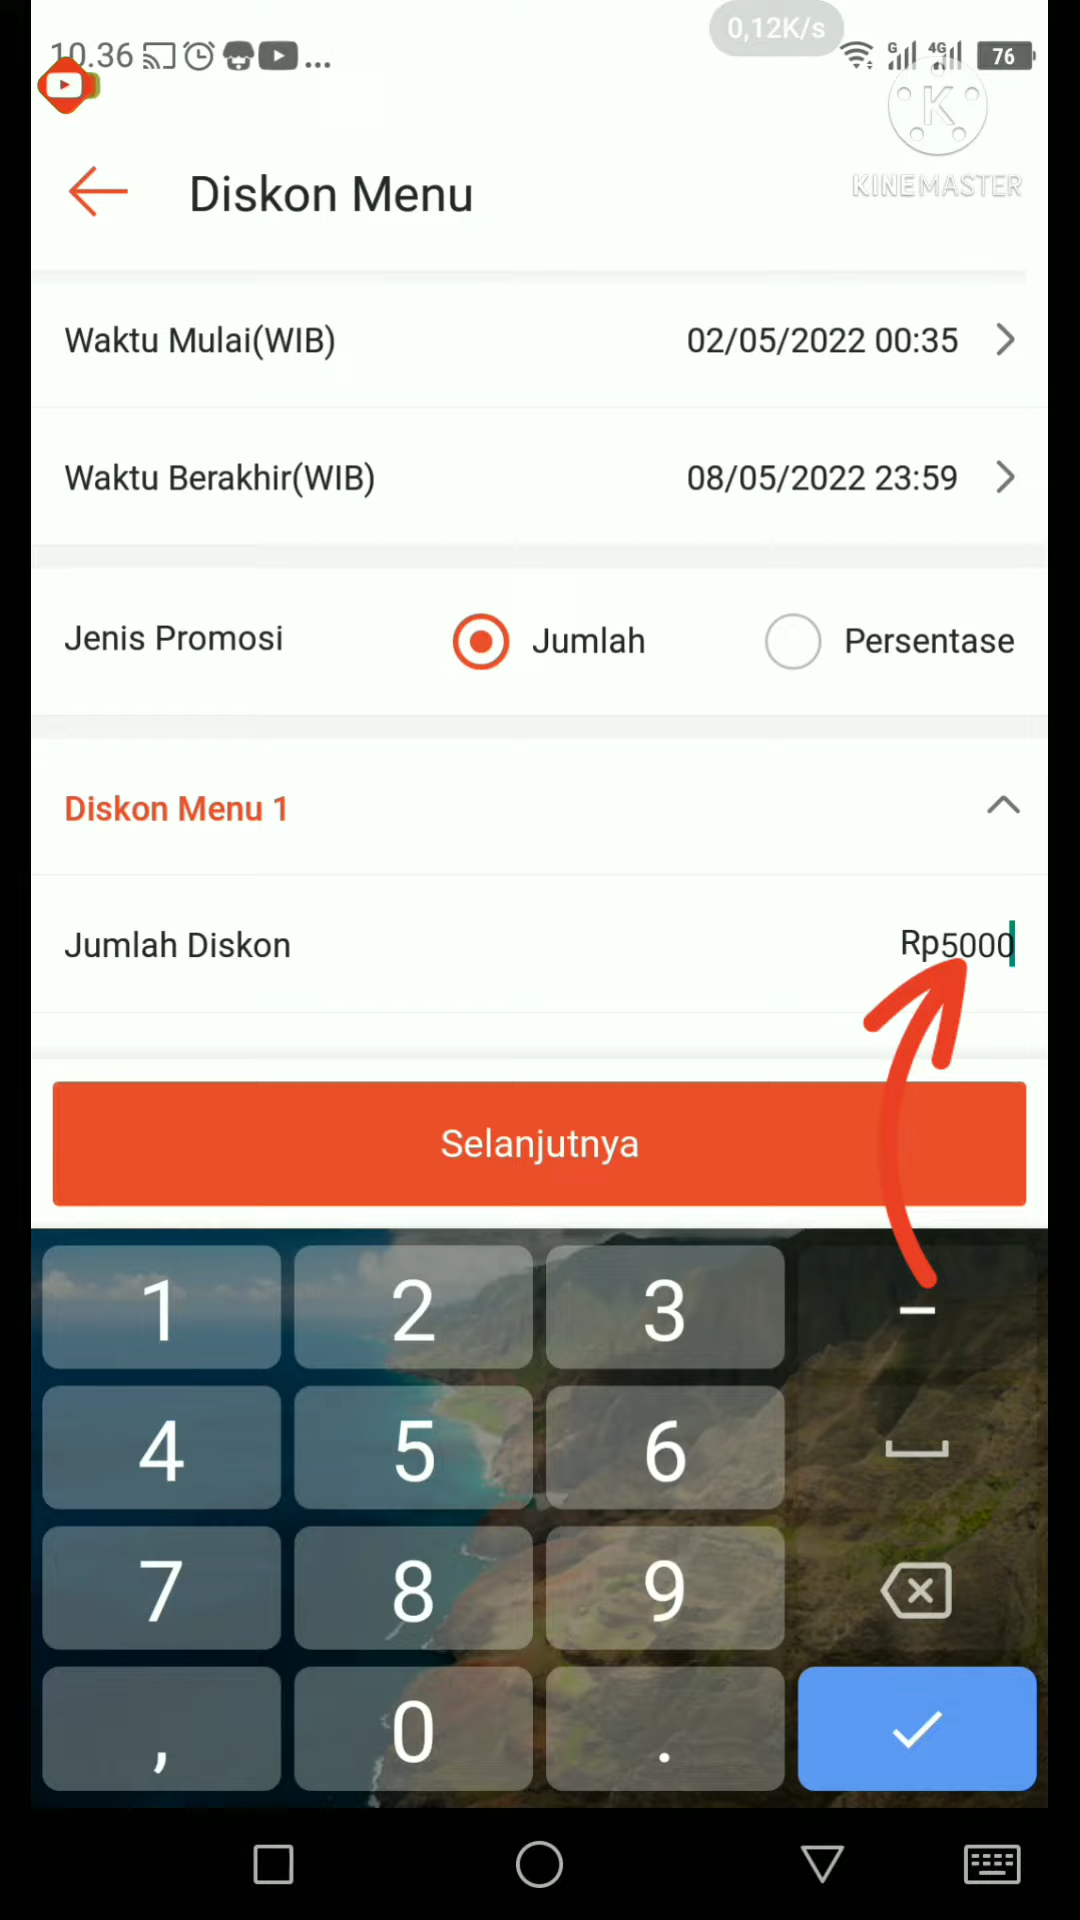 0,12K/s
10.36 ... G 4G 76
K
KINEMASTER
Diskon Menu
Waktu Mulai(WIB) 02/05/2022 00:35
Waktu Berakhir(WIB) 08/05/2022 23:59
Jenis Promosi Jumlah Persentase
Diskon Menu 1
Jumlah Diskon Rp5000
Selanjutnya
1 2 3 –
4 5 6
7 8 9
, 0 .